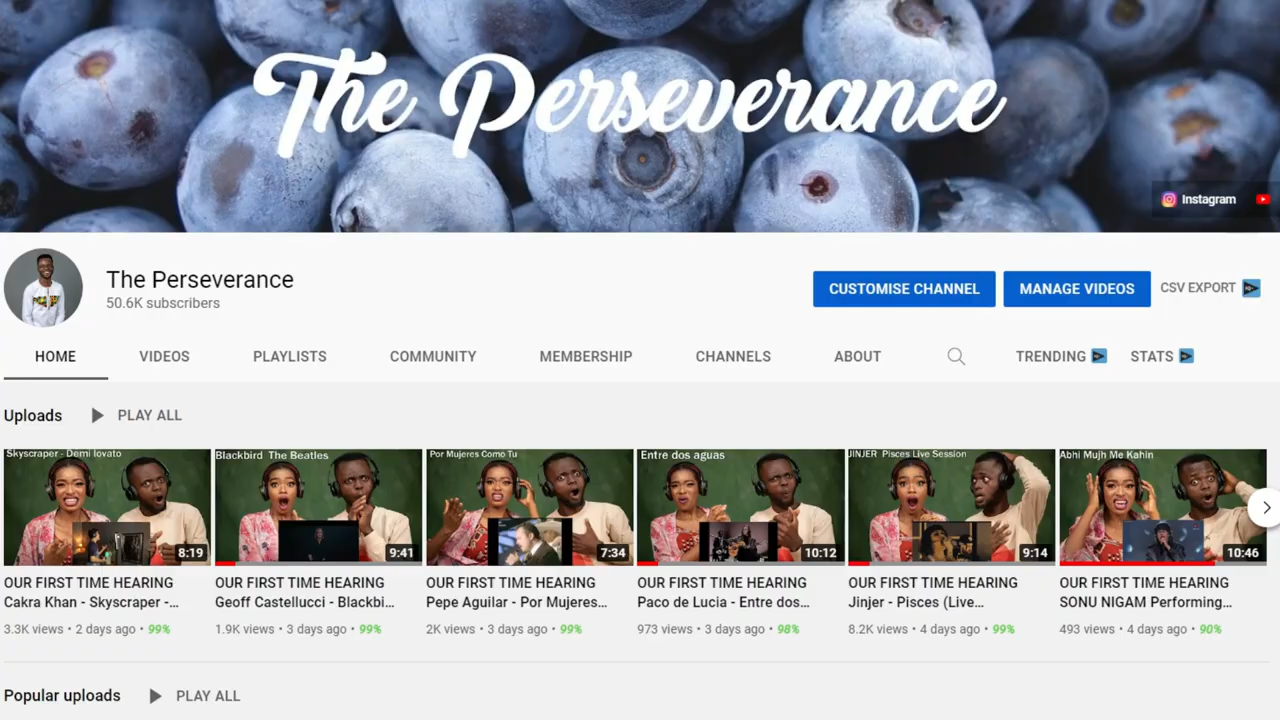 The Perseverance
Instagram
The Perseverance
50.6K subscribers
CUSTOMISE CHANNEL
MANAGE VIDEOS
CSV EXPORT
HOME
VIDEOS
PLAYLISTS
COMMUNITY
MEMBERSHIP
CHANNELS
ABOUT
TRENDING
STATS
Uploads
PLAY ALL
Skyscraper - Demi lovato
8:19
OUR FIRST TIME HEARING
Cakra Khan - Skyscraper -...
3.3K views • 2 days ago • 99%
Blackbird The Beatles
9:41
OUR FIRST TIME HEARING
Geoff Castellucci - Blackbi...
1.9K views • 3 days ago • 99%
Por Mujeres Como Tu
7:34
OUR FIRST TIME HEARING
Pepe Aguilar - Por Mujeres...
2K views • 3 days ago • 99%
Entre dos aguas
10:12
OUR FIRST TIME HEARING
Paco de Lucia - Entre dos...
973 views • 3 days ago • 98%
JINJER Pisces Live Session
9:14
OUR FIRST TIME HEARING
Jinjer - Pisces (Live...
8.2K views • 4 days ago • 99%
Abhi Mujh Me Kahin
10:46
OUR FIRST TIME HEARING
SONU NIGAM Performing...
493 views • 4 days ago • 90%
Popular uploads
PLAY ALL